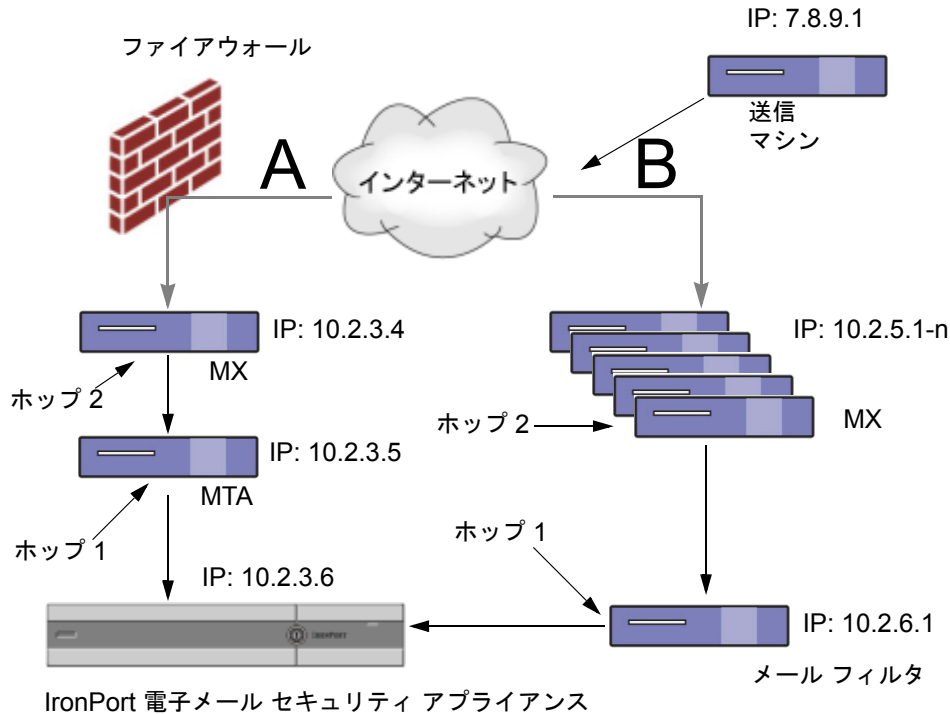 IP: 7.8.9.1
ファイアウォール
送信
マシン
A
インターネット
B
IP: 10.2.3.4
MX
ホップ 2
IP: 10.2.5.1-n
MX
ホップ 2
IP: 10.2.3.5
MTA
ホップ 1
ホップ 1
IP: 10.2.3.6
IRONPORT
IP: 10.2.6.1
メール フィルタ
IronPort 電子メール セキュリティ アプライアンス